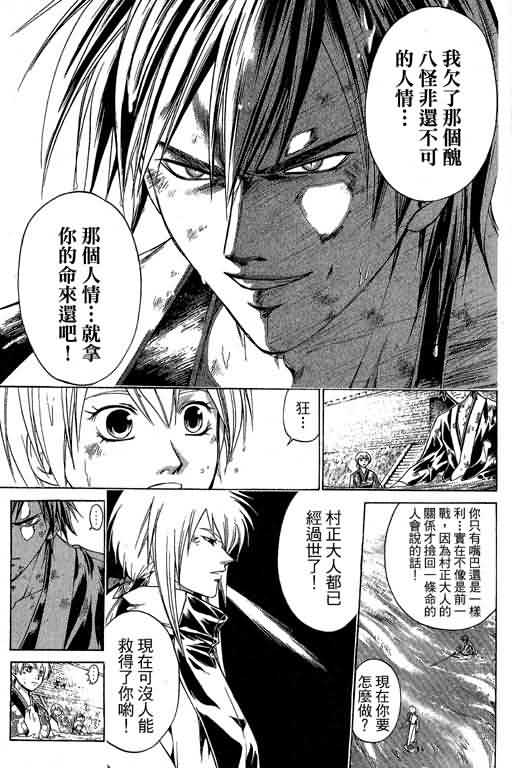 我欠了那個醜
八怪非還不可
的人情…
那個人情…就拿
你的命來還吧！
狂…
你只有嘴巴還是一樣
利…實在不像是前一
戰，因為村正大人的
關係才撿回一條命的
人會說的話！
現在你要
怎麼做？
村正大人都已
經過世了！
現在可沒人能
救得了你喲！
…
…